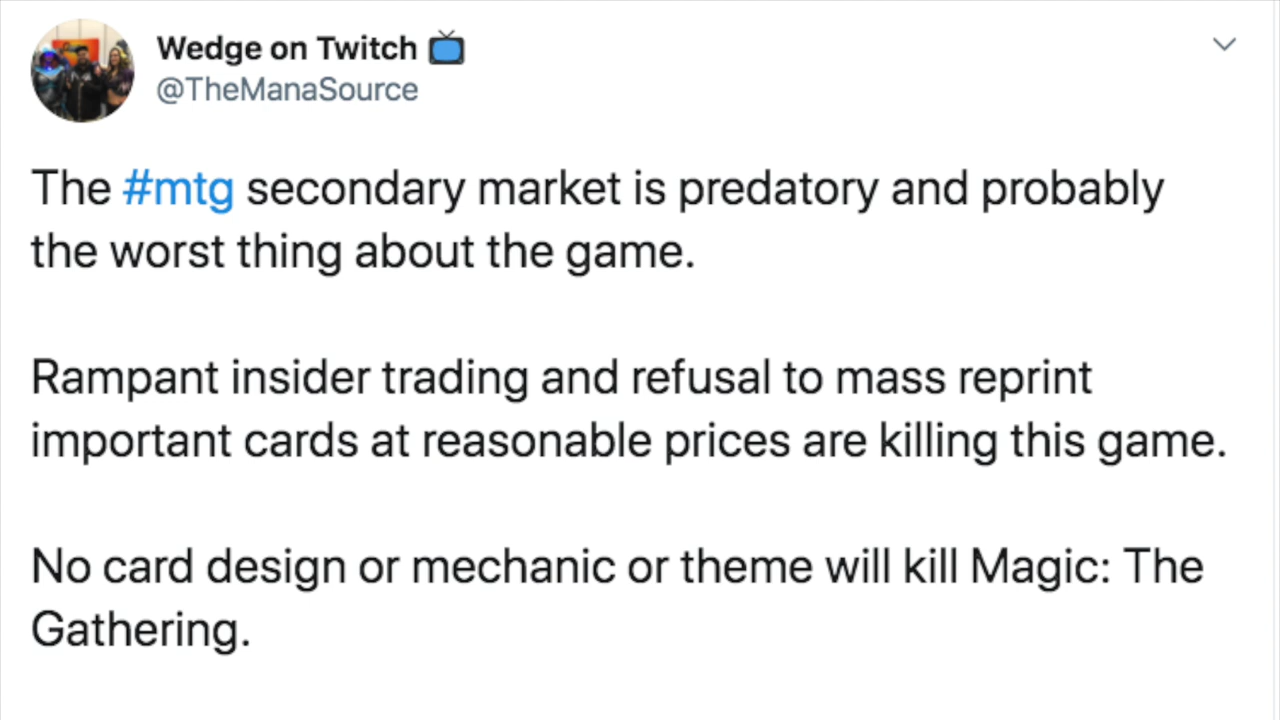 Wedge on Twitch 📺
@TheManaSource
The #mtg secondary market is predatory and probably
the worst thing about the game.
Rampant insider trading and refusal to mass reprint
important cards at reasonable prices are killing this game.
No card design or mechanic or theme will kill Magic: The
Gathering.